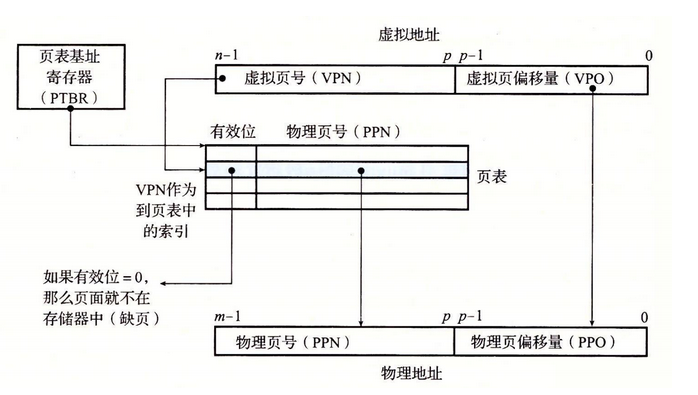 虚拟地址
页表基址
寄存器
(PTBR)
n-1 p p-1 0
虚拟页号(VPN) 虚拟页偏移量(VPO)
有效位 物理页号(PPN)
页表
VPN作为
到页表中
的索引
如果有效位=0,
那么页面就不在
存储器中(缺页)
m-1 p p-1 0
物理页号(PPN) 物理页偏移量(PPO)
物理地址